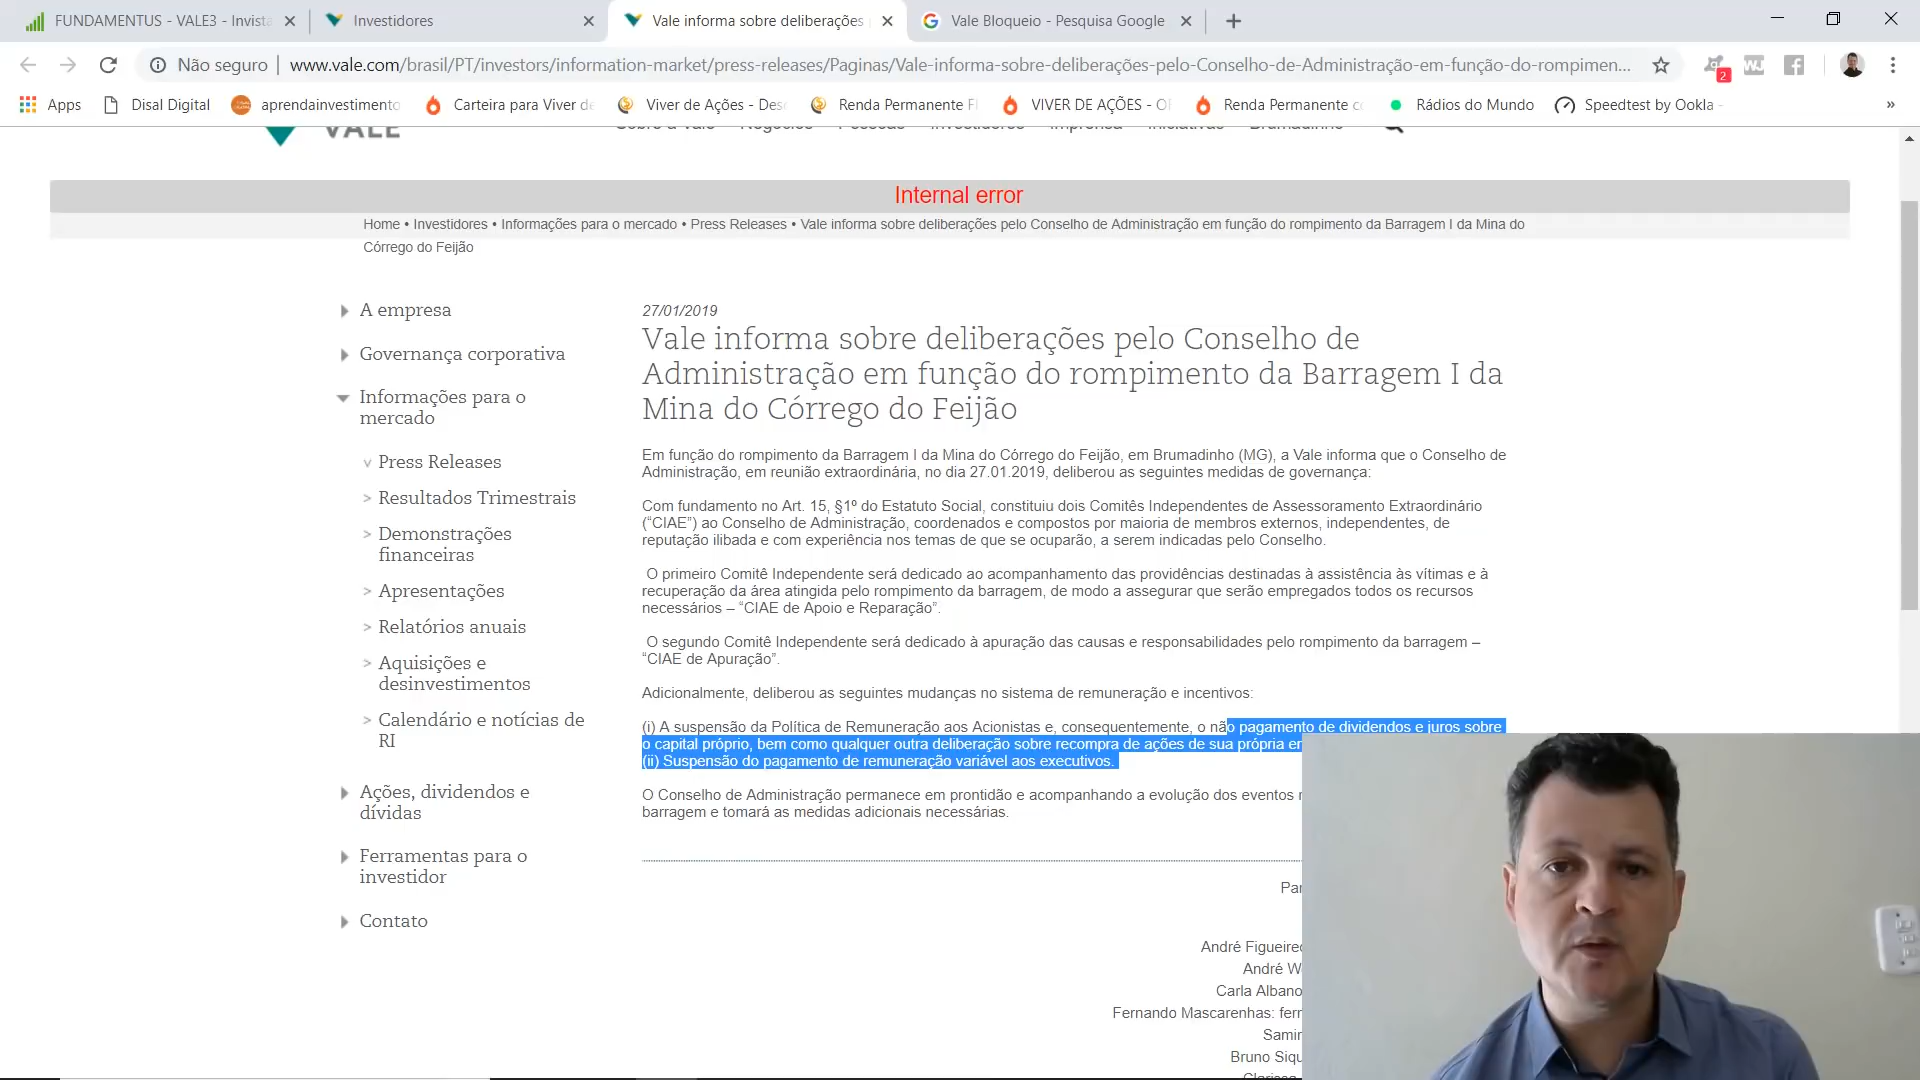 FUNDAMENTUS - VALE3 - Invista
Investidores
Vale informa sobre deliberações
Vale Bloqueio - Pesquisa Google
Não seguro
www.vale.com/brasil/PT/investors/information-market/press-releases/Paginas/Vale-informa-sobre-deliberações-pelo-Conselho-de-Administração-em-função-do-rompimen...
2
Apps
Disal Digital
aprendainvestimento
Carteira para Viver de
Viver de Ações - Des
Renda Permanente F
VIVER DE AÇÕES - O
Renda Permanente c
Rádios do Mundo
Speedtest by Ookla -
»
VALE
Sobre a Vale
Negócios
Pessoas
Investidores
Imprensa
Iniciativas
Brumadinho
Internal error
Home • Investidores • Informações para o mercado • Press Releases • Vale informa sobre deliberações pelo Conselho de Administração em função do rompimento da Barragem I da Mina do
Córrego do Feijão
A empresa
Governança corporativa
Informações para o
mercado
Press Releases
Resultados Trimestrais
Demonstrações
financeiras
Apresentações
Relatórios anuais
Aquisições e
desinvestimentos
Calendário e notícias de
RI
Ações, dividendos e
dívidas
Ferramentas para o
investidor
Contato
27/01/2019
Vale informa sobre deliberações pelo Conselho de
Administração em função do rompimento da Barragem I da
Mina do Córrego do Feijão
Em função do rompimento da Barragem I da Mina do Córrego do Feijão, em Brumadinho (MG), a Vale informa que o Conselho de
Administração, em reunião extraordinária, no dia 27.01.2019, deliberou as seguintes medidas de governança:
Com fundamento no Art. 15, §1º do Estatuto Social, constituiu dois Comitês Independentes de Assessoramento Extraordinário
(“CIAE”) ao Conselho de Administração, coordenados e compostos por maioria de membros externos, independentes, de
reputação ilibada e com experiência nos temas de que se ocuparão, a serem indicadas pelo Conselho.
O primeiro Comitê Independente será dedicado ao acompanhamento das providências destinadas à assistência às vítimas e à
recuperação da área atingida pelo rompimento da barragem, de modo a assegurar que serão empregados todos os recursos
necessários – “CIAE de Apoio e Reparação”.
O segundo Comitê Independente será dedicado à apuração das causas e responsabilidades pelo rompimento da barragem –
“CIAE de Apuração”.
Adicionalmente, deliberou as seguintes mudanças no sistema de remuneração e incentivos:
(i) A suspensão da Política de Remuneração aos Acionistas e, consequentemente, o não pagamento de dividendos e juros sobre
o capital próprio, bem como qualquer outra deliberação sobre recompra de ações de sua própria em
(ii) Suspensão do pagamento de remuneração variável aos executivos.
O Conselho de Administração permanece em prontidão e acompanhando a evolução dos eventos r
barragem e tomará as medidas adicionais necessárias.
Par
André Figueired
André W
Carla Albano
Fernando Mascarenhas: fern
Samir
Bruno Siqu